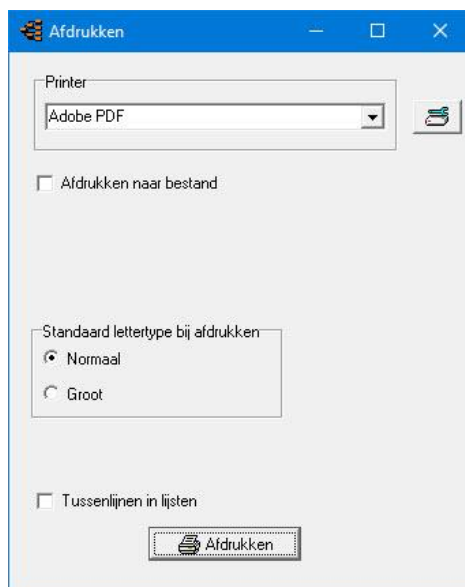 Afdrukken
Printer
Adobe PDF
Afdrukken naar bestand
Standaard lettertype bij afdrukken
Normaal
Groot
Tussenlijnen in lijsten
Afdrukken